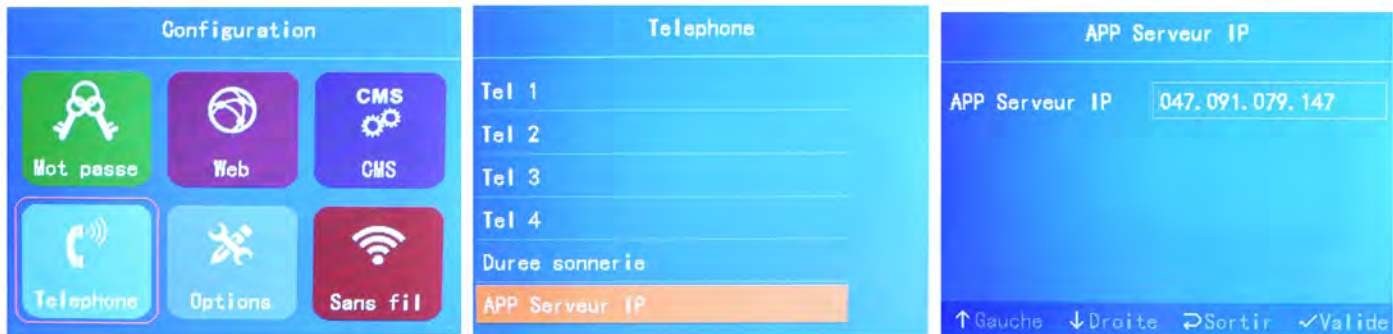 Configuration
CMS
Mot passe
Web
CMS
Telephone
Options
Sans fil
Telephone
Tel 1
Tel 2
Tel 3
Tel 4
Duree sonnerie
APP Serveur IP
APP Serveur IP
APP Serveur IP
047.091.079.147
↑Gauche ↓Droite Sortir ✓Valide